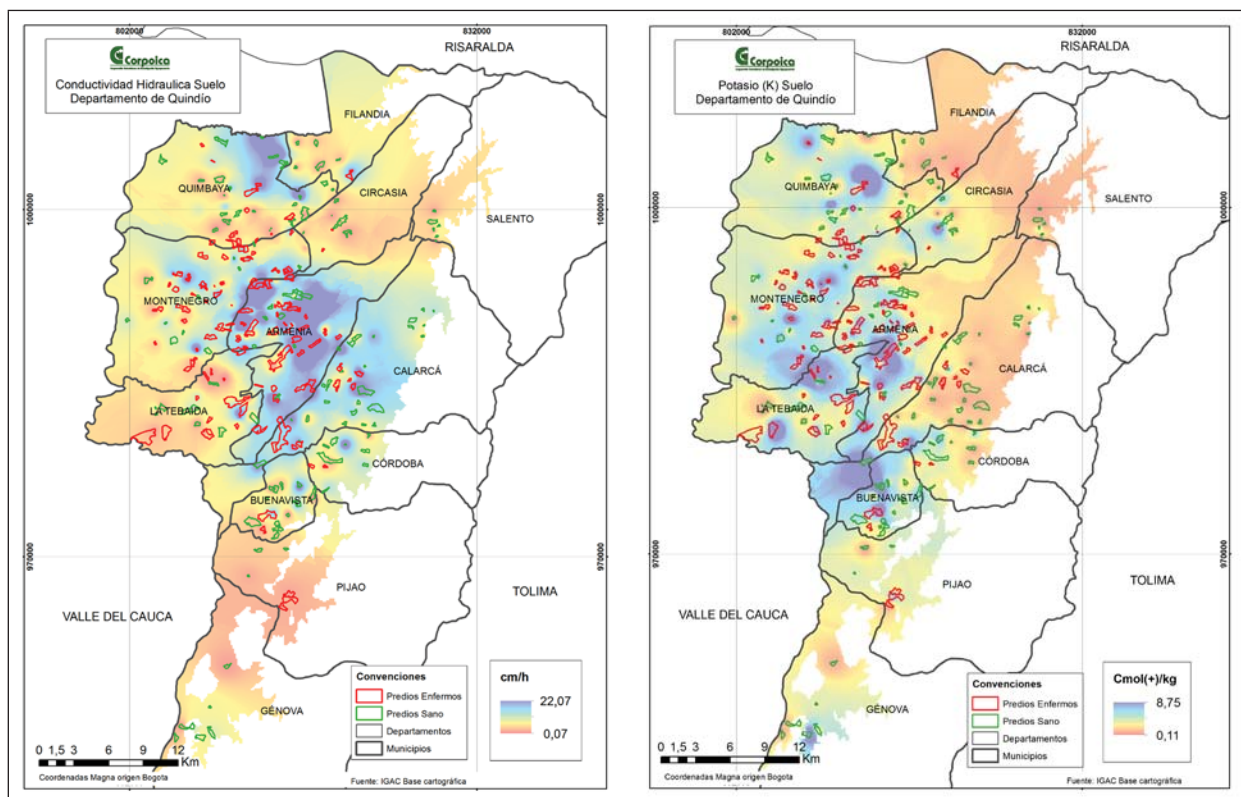 802000
832000
Corpoica
Conductividad Hidraulica Suelo
Departamento de Quindío
RISARALDA
FILANDIA
QUIMBAYA
CIRCASIA
1000000
1000000
SALENTO
MONTENEGRO
ARMENIA
CALARCÁ
LA TEBAIDA
CÓRDOBA
BUENAVISTA
970000
970000
PIJAO
TOLIMA
VALLE DEL CAUCA
GÉNOVA
Convenciones
Predios Enfermos
Predios Sano
Departamentos
Municipios
cm/h
22,07
0,07
0 1,5 3 6 9 12
Km
Coordenadas Magna origen Bogota
Fuente: IGAC Base cartográfica
802000
832000
Corpoica
Potasio (K) Suelo
Departamento de Quindío
RISARALDA
FILANDIA
QUIMBAYA
CIRCASIA
1000000
1000000
SALENTO
MONTENEGRO
ARMENIA
CALARCÁ
LA TEBAIDA
CÓRDOBA
BUENAVISTA
970000
970000
PIJAO
TOLIMA
VALLE DEL CAUCA
GÉNOVA
Convenciones
Predios Enfermos
Predios Sano
Departamentos
Municipios
Cmol(+)/kg
8,75
0,11
0 1,5 3 6 9 12
Km
Coordenadas Magna origen Bogota
Fuente: IGAC Base cartográfica